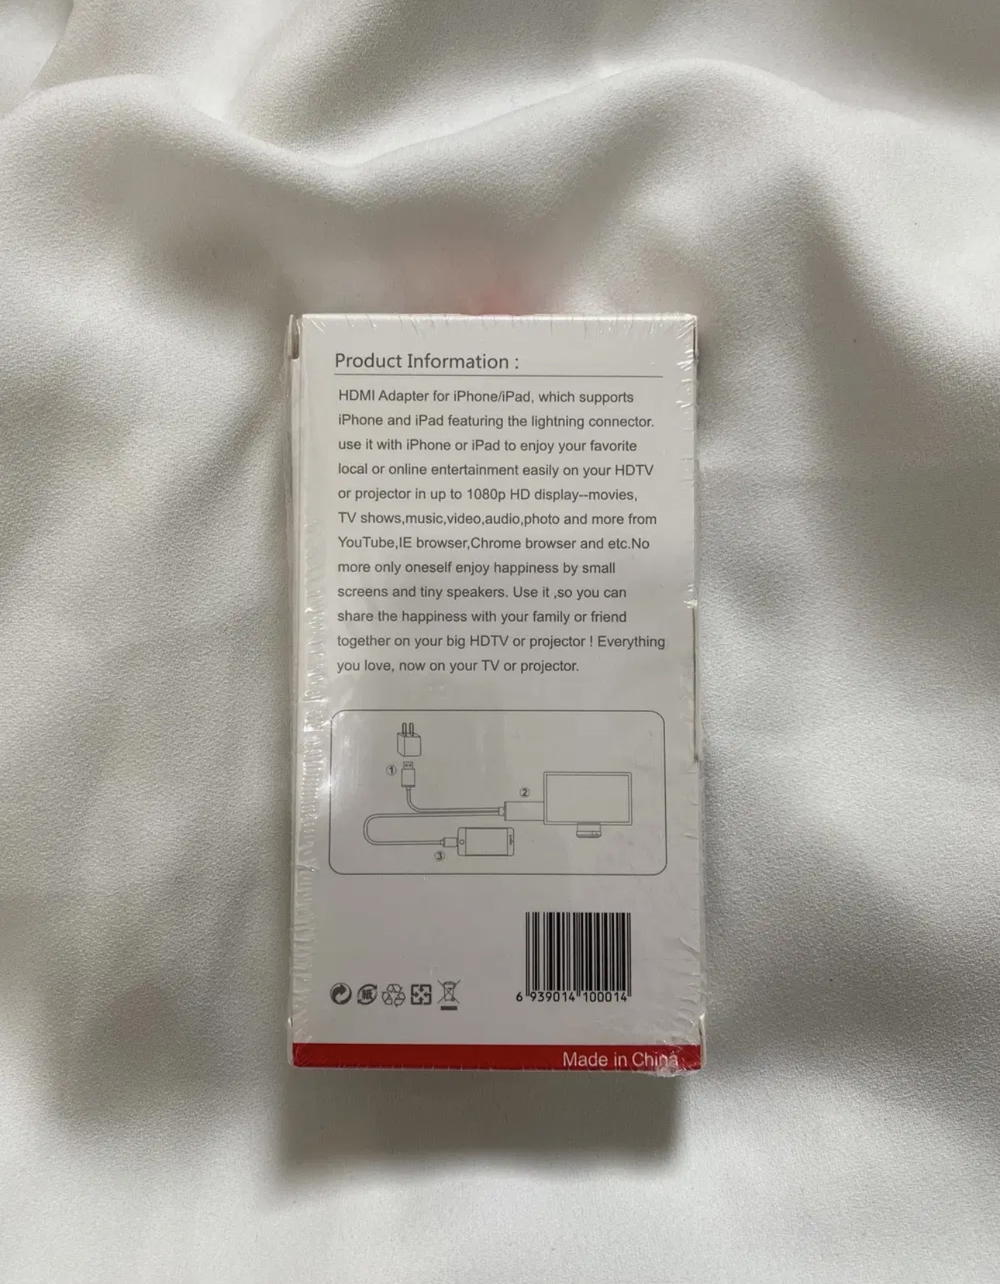 Product Information :
HDMI Adapter for iPhone/iPad, which supports
iPhone and iPad featuring the lightning connector.
use it with iPhone or iPad to enjoy your favorite
local or online entertainment easily on your HDTV
or projector in up to 1080p HD display--movies,
TV shows,music,video,audio,photo and more from
YouTube,IE browser,Chrome browser and etc.No
more only oneself enjoy happiness by small
screens and tiny speakers. Use it ,so you can
share the happiness with your family or friend
together on your big HDTV or projector ! Everything
you love, now on your TV or projector.
①
②
③
6 939014 100014
Made in China